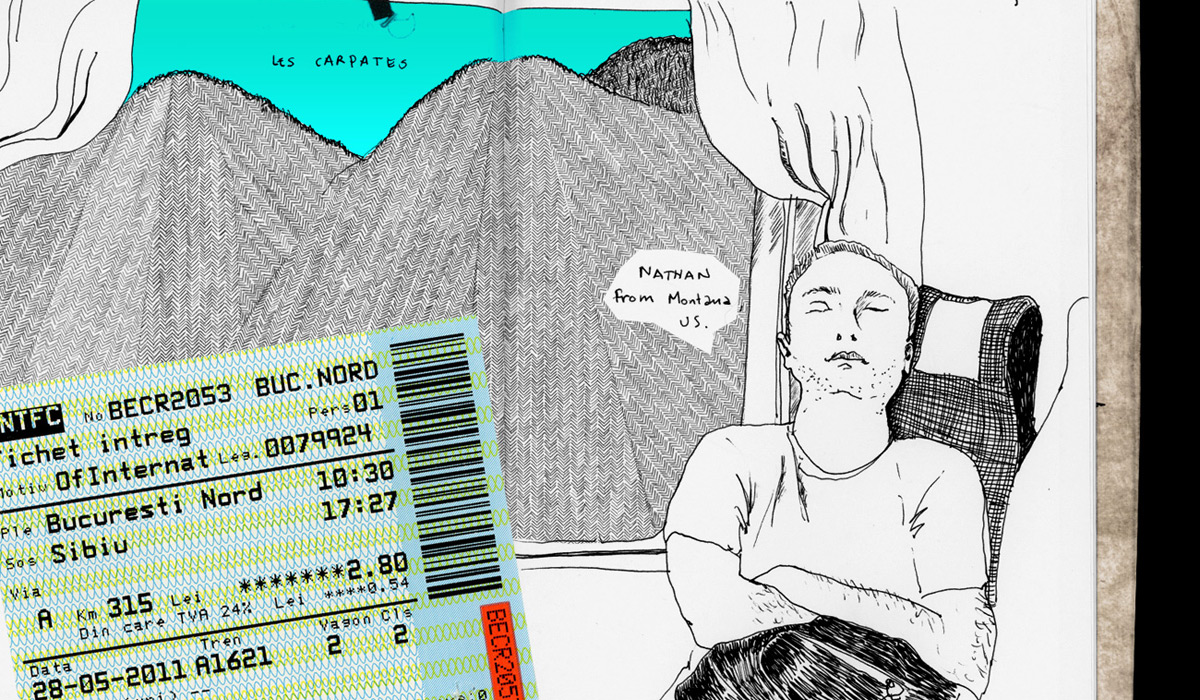 LES CARPATES
NATHAN
from Montana
US.
NTFC No BECR2053 BUC.NORD
Tichet intreg Pers 01
Motiv OfInternat Leg. 0079924
Ple Bucuresti Nord 10:30
Sos Sibiu 17:27
Via
A Km 315 Lei *******2.80
Din care TVA 24% Lei ****0.54
Data Tren Vagon Cls
28-05-2011 A1621 2 2
BECR205